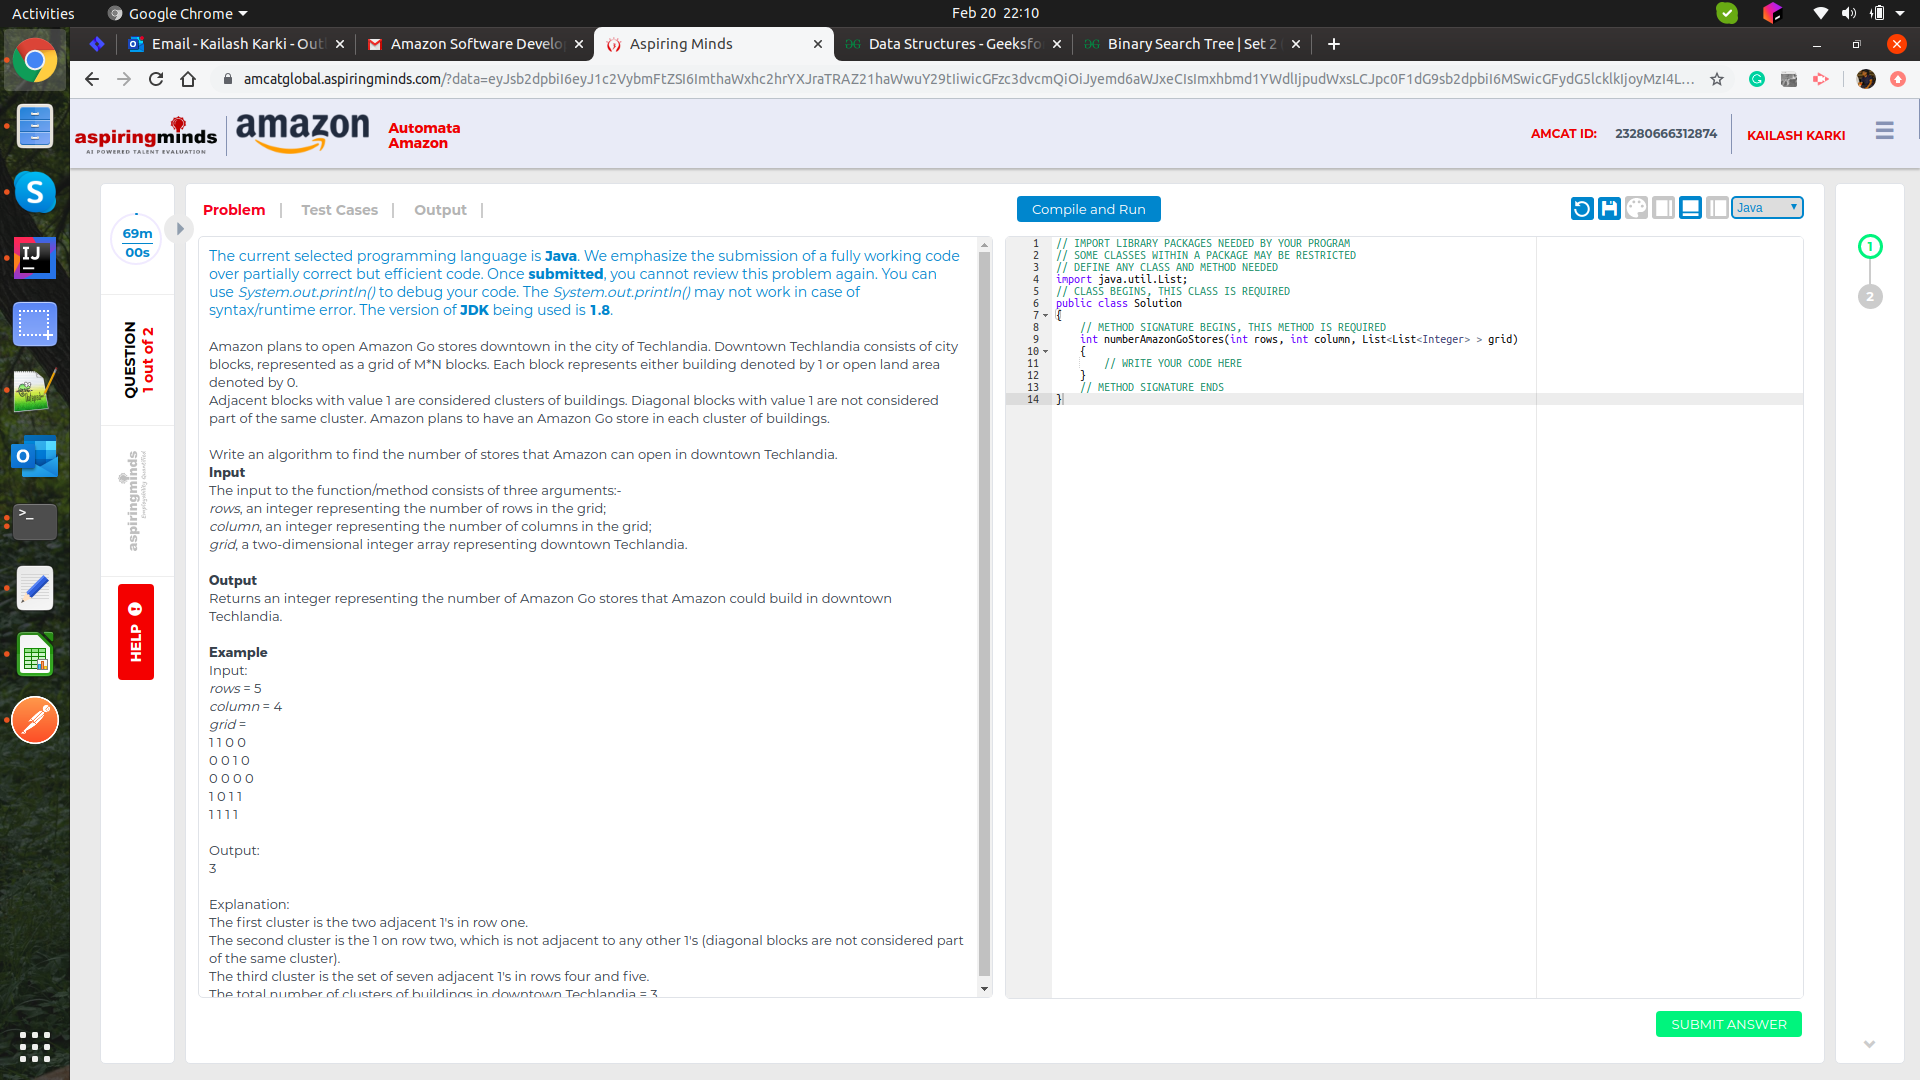 Activities
Google Chrome
Feb 20 22:10
Email - Kailash Karki - Out
Amazon Software Develo
Aspiring Minds
Data Structures - Geeksfo
Binary Search Tree | Set 2
amcatglobal.aspiringminds.com/?data=
aspiringminds
AI POWERED TALENT EVALUATION
amazon
Automata
Amazon
AMCAT ID: 23280666312874
KAILASH KARKI
69m
00s
QUESTION
1 out of 2
aspiringminds
Employability Quantified
HELP
Problem | Test Cases | Output |
The current selected programming language is Java. We emphasize the submission of a fully working code
over partially correct but efficient code. Once submitted, you cannot review this problem again. You can
use System.out.println() to debug your code. The System.out.println() may not work in case of
syntax/runtime error. The version of JDK being used is 1.8.
Amazon plans to open Amazon Go stores downtown in the city of Techlandia. Downtown Techlandia consists of city
blocks, represented as a grid of M*N blocks. Each block represents either building denoted by 1 or open land area
denoted by 0.
Adjacent blocks with value 1 are considered clusters of buildings. Diagonal blocks with value 1 are not considered
part of the same cluster. Amazon plans to have an Amazon Go store in each cluster of buildings.
Write an algorithm to find the number of stores that Amazon can open in downtown Techlandia.
Input
The input to the function/method consists of three arguments:-
rows, an integer representing the number of rows in the grid;
column, an integer representing the number of columns in the grid;
grid, a two-dimensional integer array representing downtown Techlandia.
Output
Returns an integer representing the number of Amazon Go stores that Amazon could build in downtown
Techlandia.
Example
Input:
rows = 5
column = 4
grid =
1 1 0 0
0 0 1 0
0 0 0 0
1 0 1 1
1 1 1 1
Output:
3
Explanation:
The first cluster is the two adjacent 1's in row one.
The second cluster is the 1 on row two, which is not adjacent to any other 1's (diagonal blocks are not considered part
of the same cluster).
The third cluster is the set of seven adjacent 1's in rows four and five.
The total number of clusters of buildings in downtown Techlandia = 3
Compile and Run
Java
1 // IMPORT LIBRARY PACKAGES NEEDED BY YOUR PROGRAM
2 // SOME CLASSES WITHIN A PACKAGE MAY BE RESTRICTED
3 // DEFINE ANY CLASS AND METHOD NEEDED
4 import java.util.List;
5 // CLASS BEGINS, THIS CLASS IS REQUIRED
6 public class Solution
7 {
8 // METHOD SIGNATURE BEGINS, THIS METHOD IS REQUIRED
9 int numberAmazonGoStores(int rows, int column, List<List<Integer> > grid)
10 {
11 // WRITE YOUR CODE HERE
12 }
13 // METHOD SIGNATURE ENDS
14 }
1
2
SUBMIT ANSWER